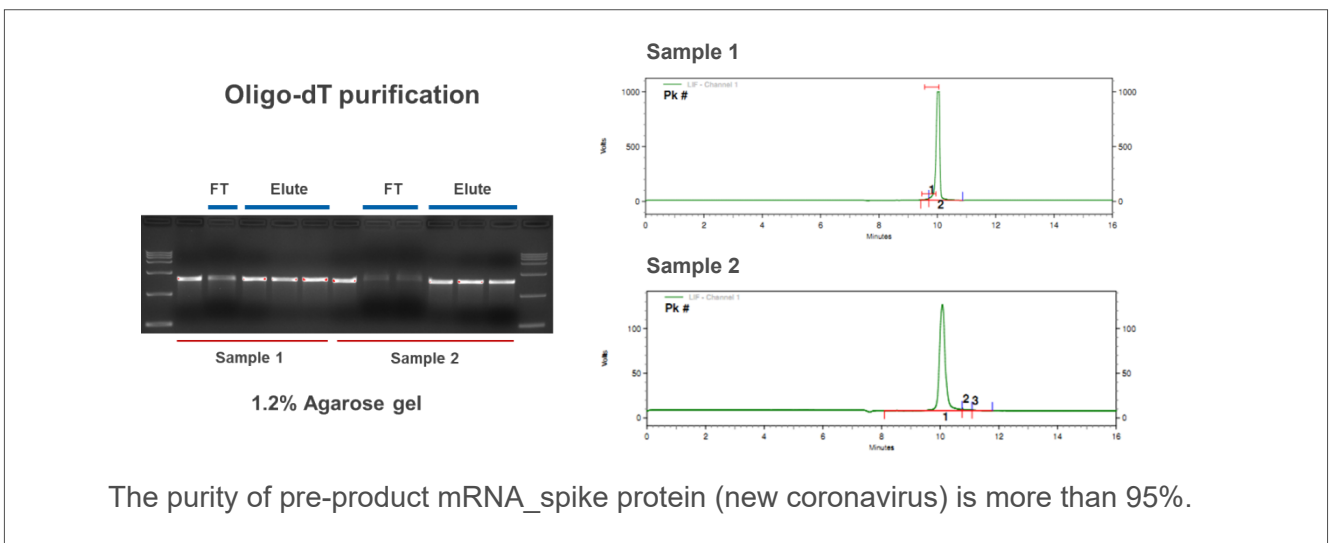 Oligo-dT purification
FT Elute FT Elute
Sample 1 Sample 2
1.2% Agarose gel
Sample 1
LIF - Channel 1
Pk #
1000 1000
500 500
0 0
Volts
1
2
0 2 4 6 8 10 12 14 16
Minutes
Sample 2
LIF - Channel 1
Pk #
100 100
50 50
0 0
Volts
1 2 3
0 2 4 6 8 10 12 14 16
Minutes
The purity of pre-product mRNA_spike protein (new coronavirus) is more than 95%.